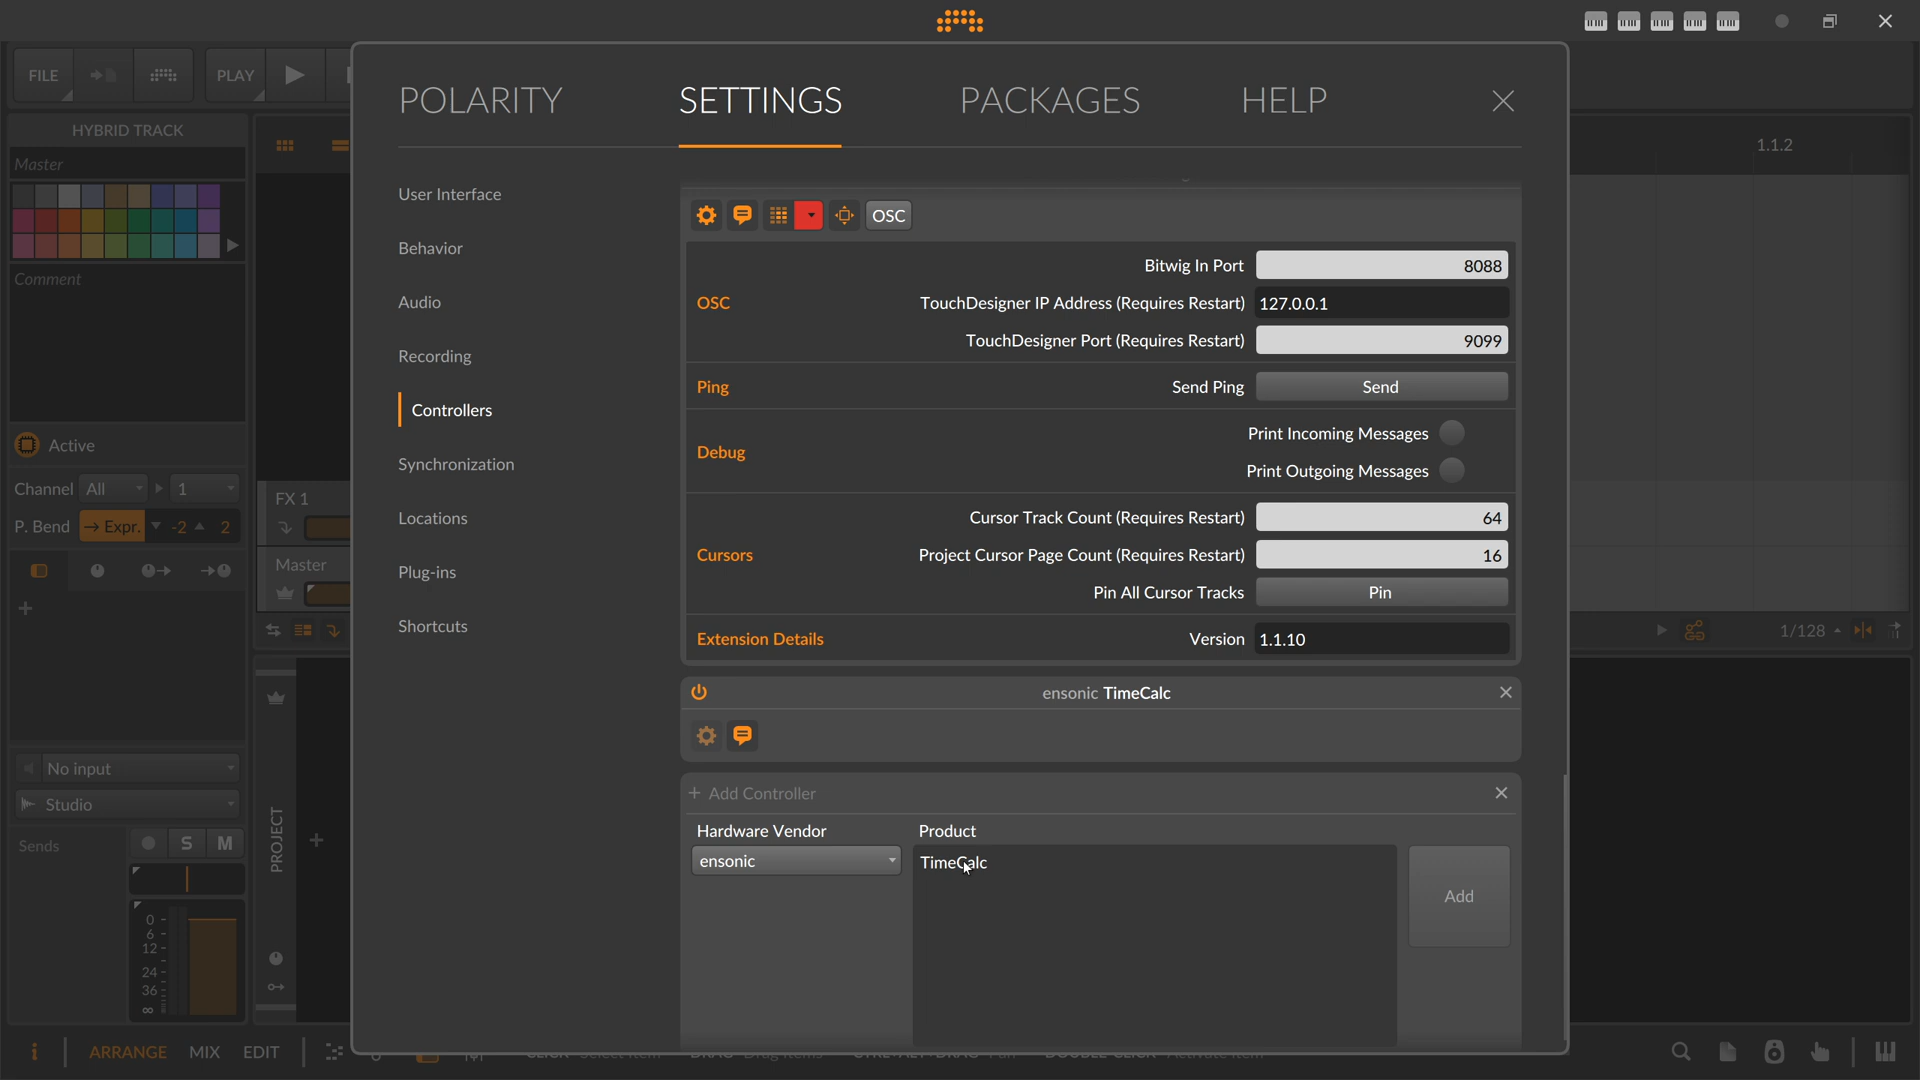 FILE
PLAY
POLARITY
SETTINGS
PACKAGES
HELP
HYBRID TRACK
Master
Comment
Active
Channel All 1
P. Bend → Expr. -2 2
No input
Studio
Sends
S M
0
6
12
24
36
∞
1.1.2
FX 1
Master
PROJECT
User Interface
Behavior
Audio
Recording
Controllers
Synchronization
Locations
Plug-ins
Shortcuts
OSC
OSC
Bitwig In Port 8088
TouchDesigner IP Address (Requires Restart) 127.0.0.1
TouchDesigner Port (Requires Restart) 9099
Ping
Send Ping Send
Debug
Print Incoming Messages
Print Outgoing Messages
Cursors
Cursor Track Count (Requires Restart) 64
Project Cursor Page Count (Requires Restart) 16
Pin All Cursor Tracks Pin
Extension Details
Version 1.1.10
ensonic TimeCalc
+ Add Controller
Hardware Vendor Product
ensonic
TimeCalc
Add
1/128
ARRANGE MIX EDIT